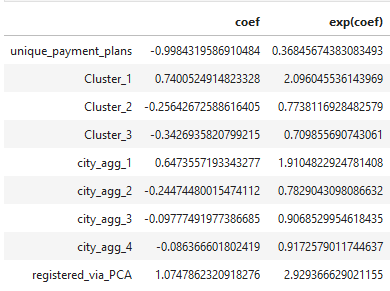 coef exp(coef)
unique_payment_plans -0.9984319586910484 0.36845674383083493
Cluster_1 0.7400524914823328 2.096045536143969
Cluster_2 -0.25642672588616405 0.7738116928482579
Cluster_3 -0.3426935820799215 0.709855690743061
city_agg_1 0.6473557193343277 1.9104822924781408
city_agg_2 -0.24474480015474112 0.7829043098086632
city_agg_3 -0.09774491977386685 0.9068529954618435
city_agg_4 -0.086366601802419 0.9172579011744637
registered_via_PCA 1.0747862320918276 2.929366629021155